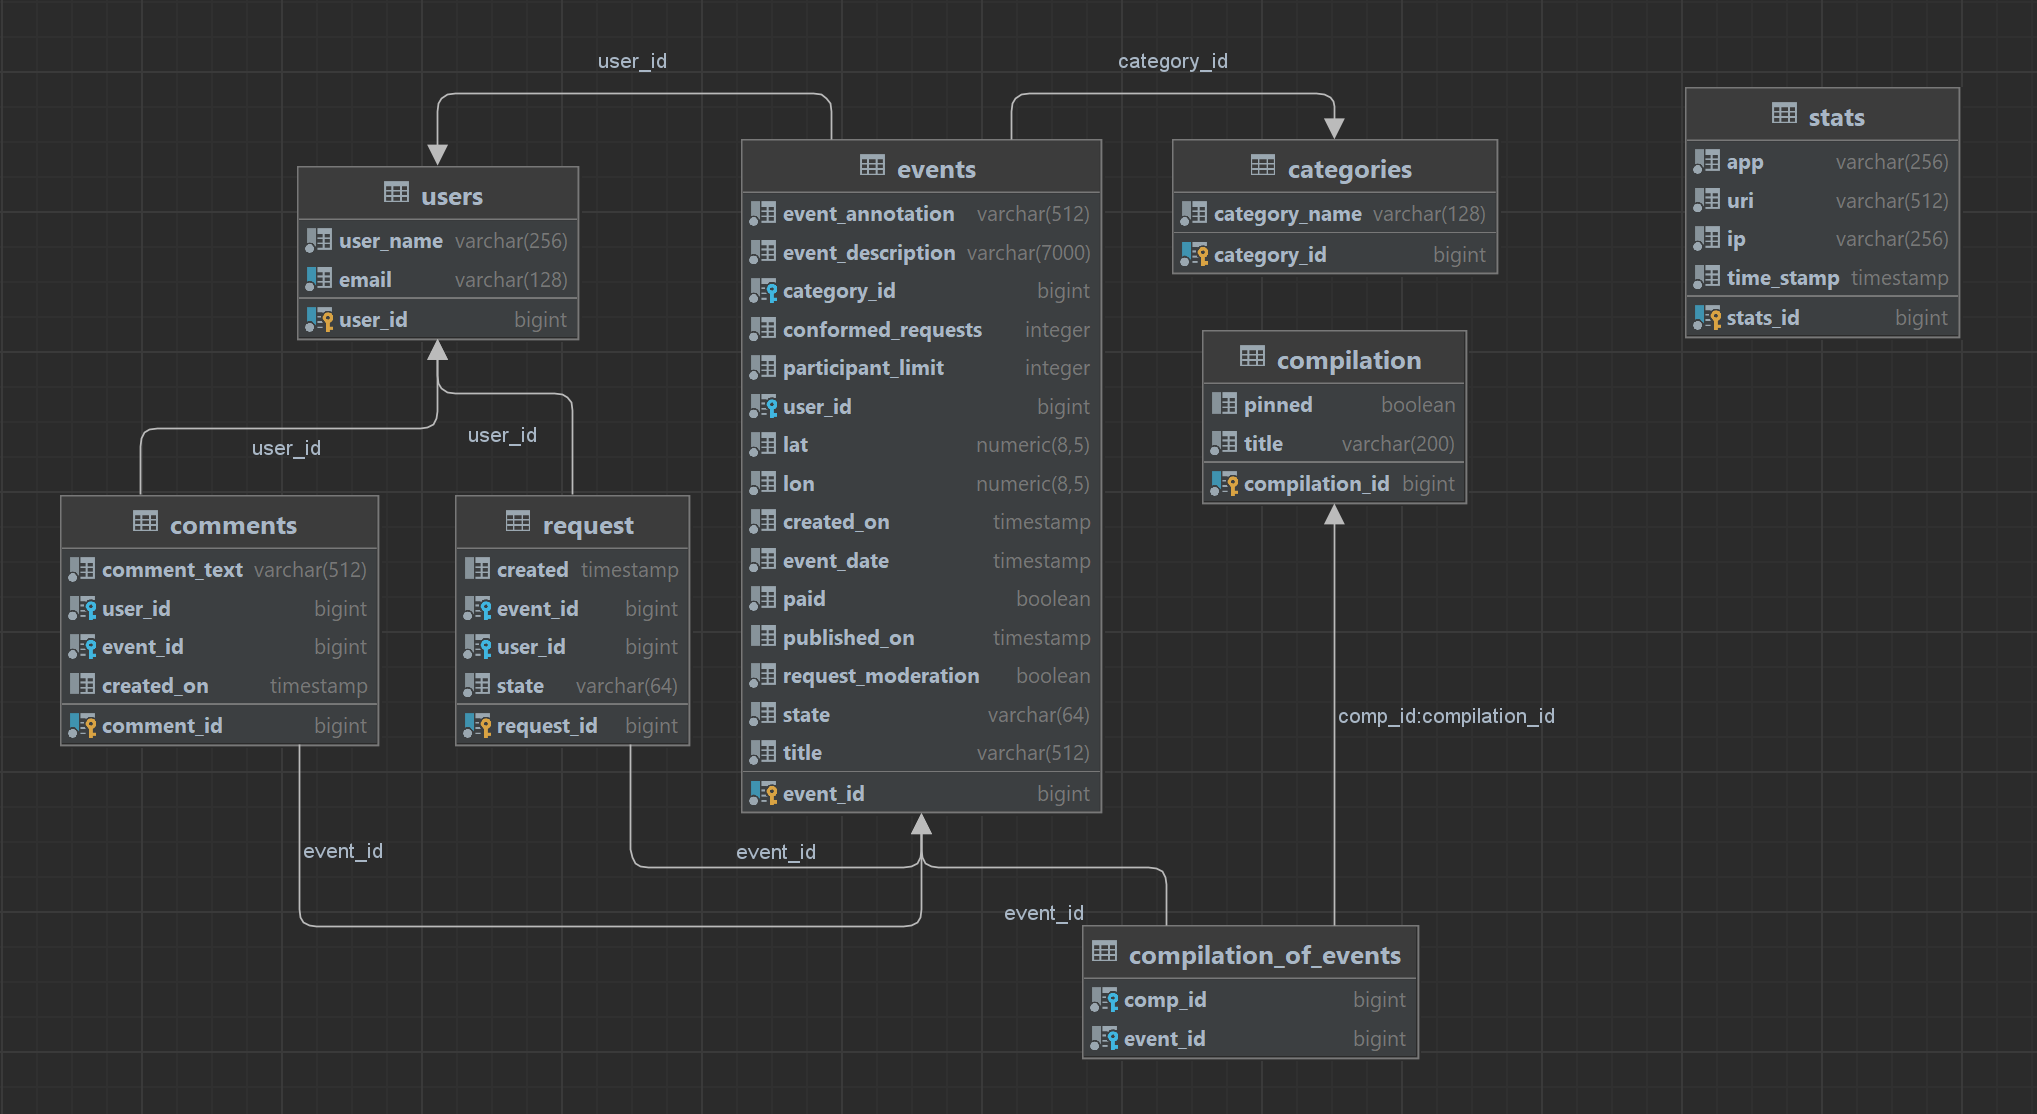 user_id
category_id
users
user_name varchar(256)
email varchar(128)
user_id bigint
events
event_annotation varchar(512)
event_description varchar(7000)
category_id bigint
conformed_requests integer
participant_limit integer
user_id bigint
lat numeric(8,5)
lon numeric(8,5)
created_on timestamp
event_date timestamp
paid boolean
published_on timestamp
request_moderation boolean
state varchar(64)
title varchar(512)
event_id bigint
categories
category_name varchar(128)
category_id bigint
stats
app varchar(256)
uri varchar(512)
ip varchar(256)
time_stamp timestamp
stats_id bigint
compilation
pinned boolean
title varchar(200)
compilation_id bigint
user_id
user_id
comments
comment_text varchar(512)
user_id bigint
event_id bigint
created_on timestamp
comment_id bigint
request
created timestamp
event_id bigint
user_id bigint
state varchar(64)
request_id bigint
comp_id:compilation_id
event_id
event_id
event_id
compilation_of_events
comp_id bigint
event_id bigint